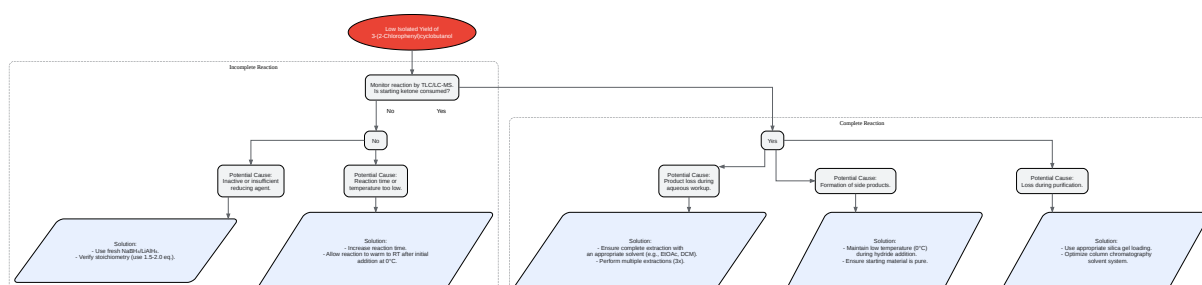 Low Isolated Yield of
3-(2-Chlorophenyl)cyclobutanol
Incomplete Reaction
Monitor reaction by TLC/LC-MS.
Is starting ketone consumed?
No
Yes
Complete Reaction
No
Yes
Potential Cause:
Inactive or insufficient
reducing agent.
Potential Cause:
Reaction time or
temperature too low.
Potential Cause:
Product loss during
aqueous workup.
Potential Cause:
Formation of side products.
Potential Cause:
Loss during purification.
Solution:
- Use fresh NaBH₄/LiAlH₄.
- Verify stoichiometry (use 1.5-2.0 eq.).
Solution:
- Increase reaction time.
- Allow reaction to warm to RT after initial
addition at 0°C.
Solution:
- Ensure complete extraction with
an appropriate solvent (e.g., EtOAc, DCM).
- Perform multiple extractions (3x).
Solution:
- Maintain low temperature (0°C)
during hydride addition.
- Ensure starting material is pure.
Solution:
- Use appropriate silica gel loading.
- Optimize column chromatography
solvent system.